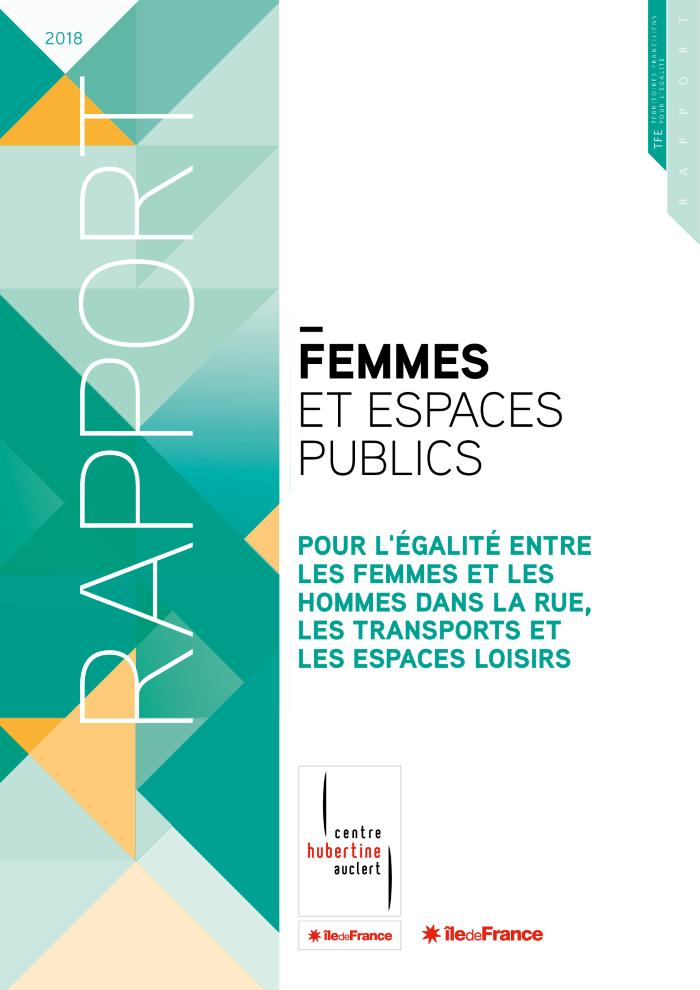 2018
RAPPORT
TFE TERRITOIRES FRANCILIENS
POUR L'ÉGALITÉ
RAPPORT
FEMMES
ET ESPACES
PUBLICS
POUR L'ÉGALITÉ ENTRE
LES FEMMES ET LES
HOMMES DANS LA RUE,
LES TRANSPORTS ET
LES ESPACES LOISIRS
centre
hubertine
auclert
îledeFrance
îledeFrance